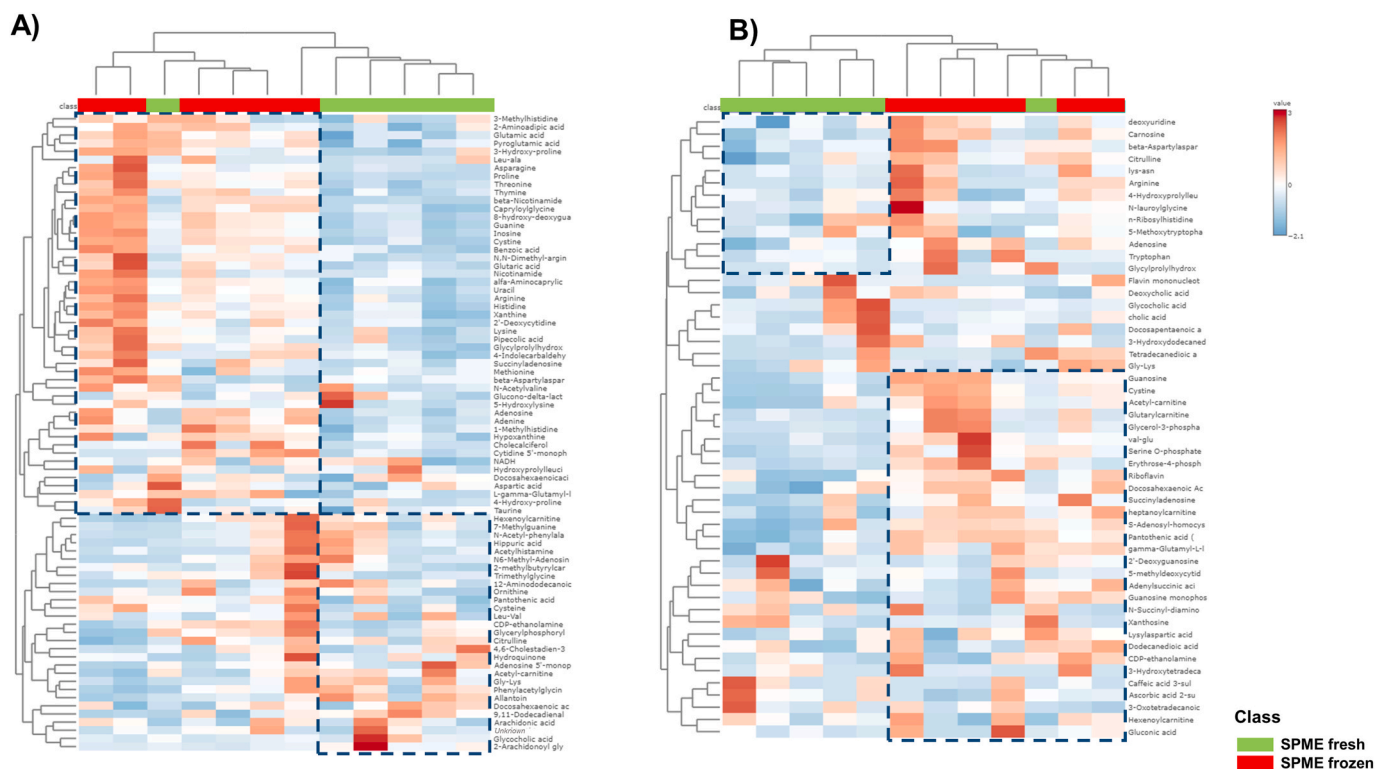 A)
class
3-Methylhistidine
2-Aminoadipic acid
Glutamic acid
Pyroglutamic acid
3-Hydroxy-proline
Leu-ala
Asparagine
Proline
Threonine
Thymine
beta-Nicotinamide
Capryloylglycine
8-hydroxy-deoxygua
Guanine
Inosine
Cystine
Benzoic acid
N,N-Dimethyl-argin
Glutaric acid
Nicotinamide
alfa-Aminocaprylic
Uracil
Arginine
Histidine
Xanthine
2'-Deoxycytidine
Lysine
Pipecolic acid
Glycylprolylhydrox
4-Indolecarbaldehy
Succinyladenosine
Methionine
beta-Aspartylaspar
N-Acetylvaline
Glucono-delta-lact
5-Hydroxylysine
Adenosine
Adenine
1-Methylhistidine
Hypoxanthine
Cholecalciferol
Cytidine 5'-monoph
NADH
Hydroxyprolylleuci
Docosahexaenoicaci
Aspartic acid
L-gamma-Glutamyl-l
4-Hydroxy-proline
Taurine
Hexenoylcarnitine
7-Methylguanine
N-Acetyl-phenylala
Hippuric acid
Acetylhistamine
N6-Methyl-Adenosin
2-methylbutyrylcar
Trimethylglycine
12-Aminododecanoic
Ornithine
Pantothenic acid
Cysteine
Leu-Val
CDP-ethanolamine
Glycerylphosphoryl
Citrulline
4,6-Cholestadien-3
Hydroquinone
Adenosine 5'-monop
Acetyl-carnitine
Gly-Lys
Phenylacetylglycin
Allantoin
Docosahexaenoic ac
9,11-Dodecadienal
Arachidonic acid
Unknown
Glycocholic acid
2-Arachidonoyl gly
B)
class
deoxyuridine
Carnosine
beta-Aspartylaspar
Citrulline
lys-asn
Arginine
4-Hydroxyprolylleu
N-lauroylglycine
n-Ribosylhistidine
5-Methoxytryptopha
Adenosine
Tryptophan
Glycylprolylhydrox
Flavin mononucleot
Deoxycholic acid
Glycocholic acid
cholic acid
Docosapentaenoic a
3-Hydroxydodecaned
Tetradecanedioic a
Gly-Lys
Guanosine
Cystine
Acetyl-carnitine
Glutarylcarnitine
Glycerol-3-phospha
val-glu
Serine O-phosphate
Erythrose-4-phosph
Riboflavin
Docosahexaenoic Ac
Succinyladenosine
heptanoylcarnitine
S-Adenosyl-homocys
Pantothenic acid (
gamma-Glutamyl-L-l
2'-Deoxyguanosine
5-methyldeoxycytid
Adenylsuccinic aci
Guanosine monophos
N-Succinyl-diamino
Xanthosine
Lysylaspartic acid
Dodecanedioic acid
CDP-ethanolamine
3-Hydroxytetradeca
Caffeic acid 3-sul
Ascorbic acid 2-su
3-Oxotetradecanoic
Hexenoylcarnitine
Gluconic acid
value
3
0
−2.1
Class
SPME fresh
SPME frozen